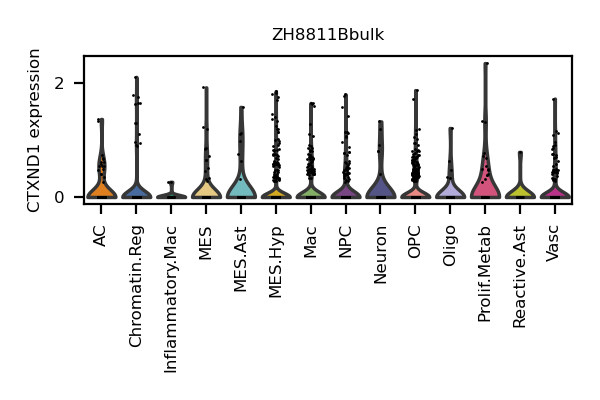 ZH8811Bbulk
CTXND1 expression
2
0
AC
Chromatin.Reg
Inflammatory.Mac
MES
MES.Ast
MES.Hyp
Mac
NPC
Neuron
OPC
Oligo
Prolif.Metab
Reactive.Ast
Vasc